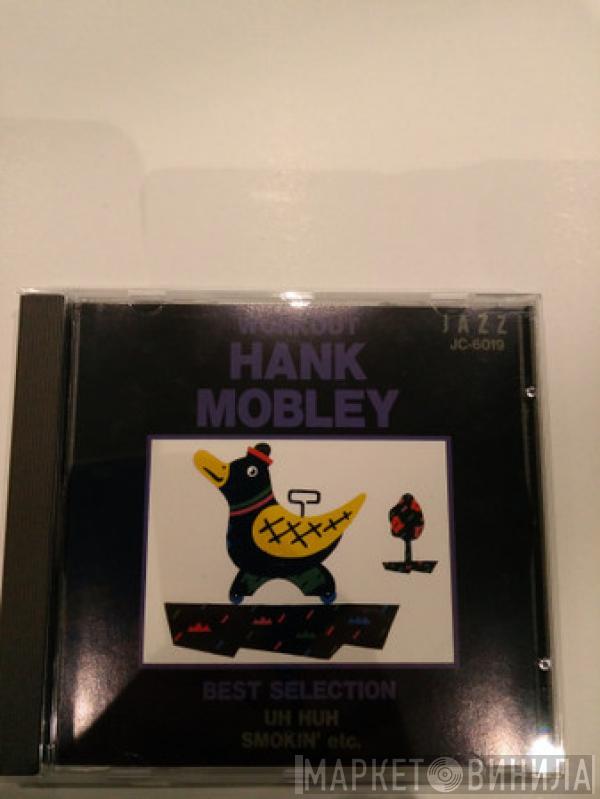 WORKOUT
JAZZ
HANK
JC-6019
MOBLEY
BEST SELECTION
UH HUH
SMOKIN' etc.
МАРКЕТ ВИНИЛА